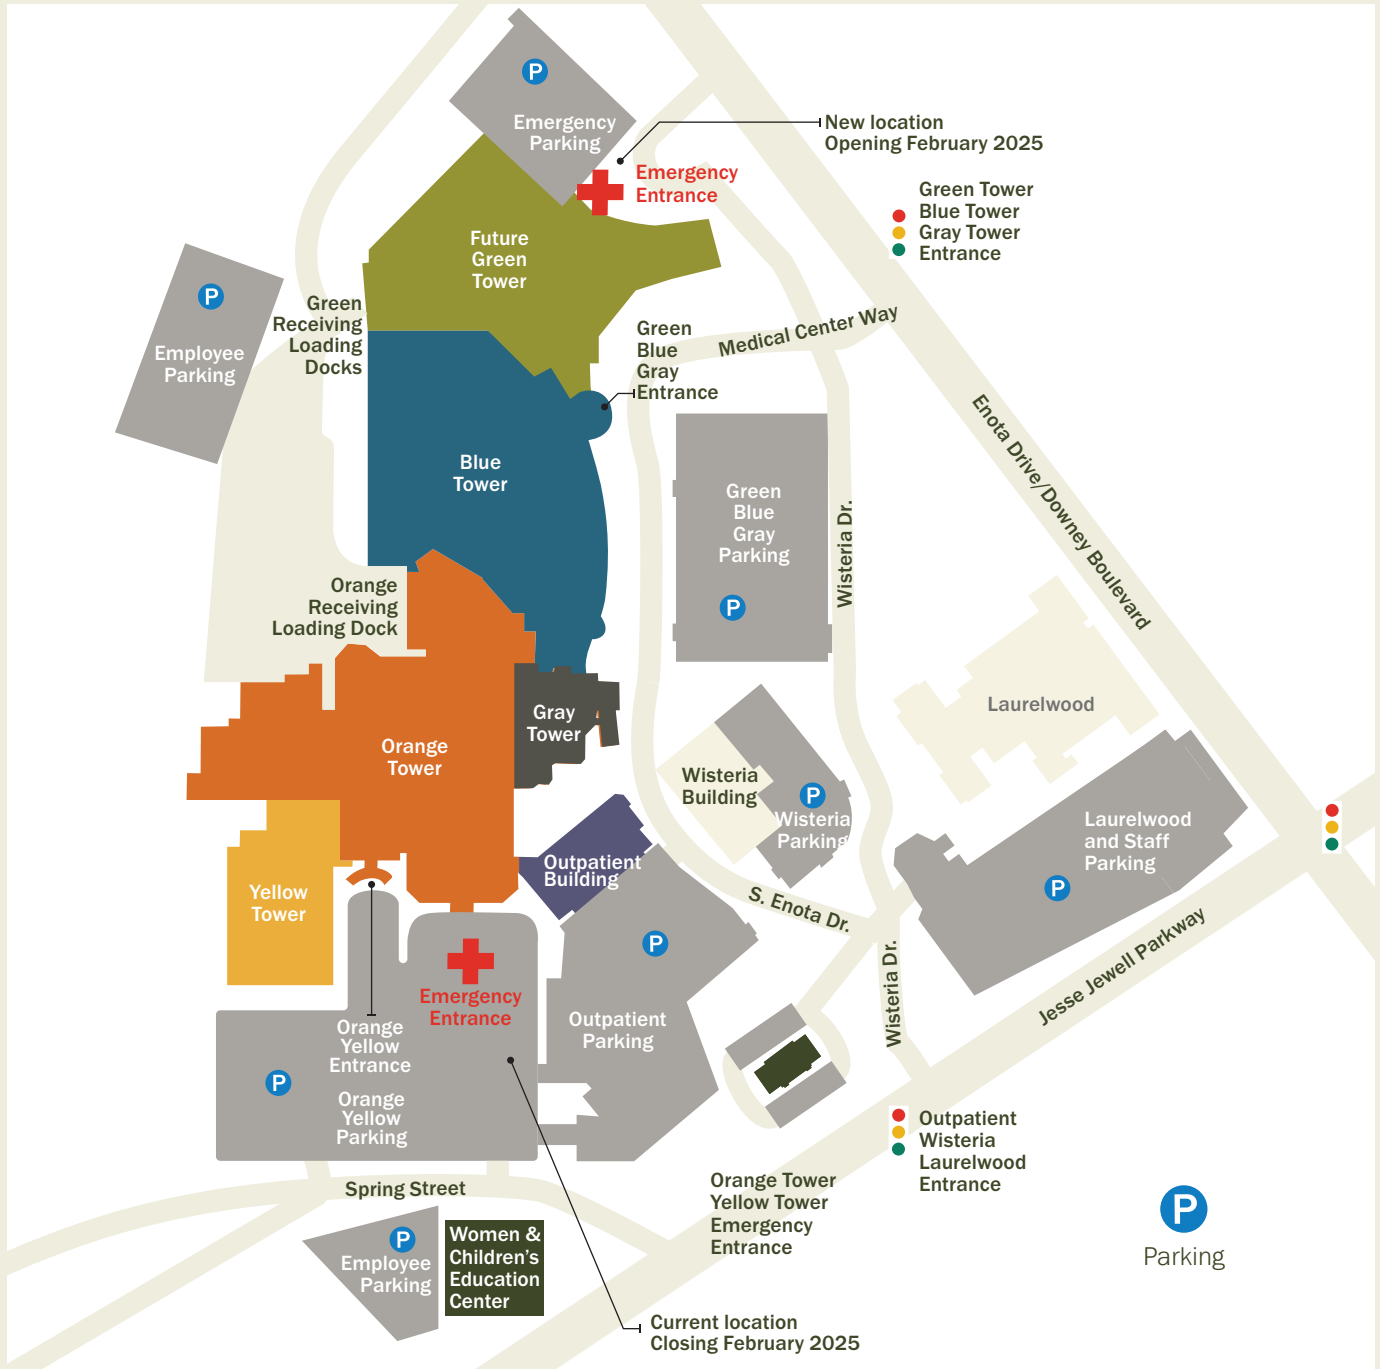 P
Emergency
Parking
New location
Opening February 2025
Emergency
Entrance
Green Tower
Blue Tower
Gray Tower
Entrance
Future
Green
Tower
P
Employee
Parking
Green
Receiving
Loading
Docks
Green
Blue
Gray
Entrance
Medical Center Way
Enota Drive/Downey Boulevard
Blue
Tower
Green
Blue
Gray
Parking
P
Wisteria Dr.
Orange
Receiving
Loading Dock
Laurelwood
Gray
Tower
Orange
Tower
Wisteria
Building
P
Wisteria
Parking
Laurelwood
and Staff
Parking
P
Outpatient
Building
Yellow
Tower
S. Enota Dr.
Wisteria Dr.
Jesse Jewell Parkway
P
Emergency
Entrance
Outpatient
Parking
Orange
Yellow
Entrance
P
Orange
Yellow
Parking
Outpatient
Wisteria
Laurelwood
Entrance
Spring Street
Orange Tower
Yellow Tower
Emergency
Entrance
P
Parking
P
Employee
Parking
Women &
Children's
Education
Center
Current location
Closing February 2025